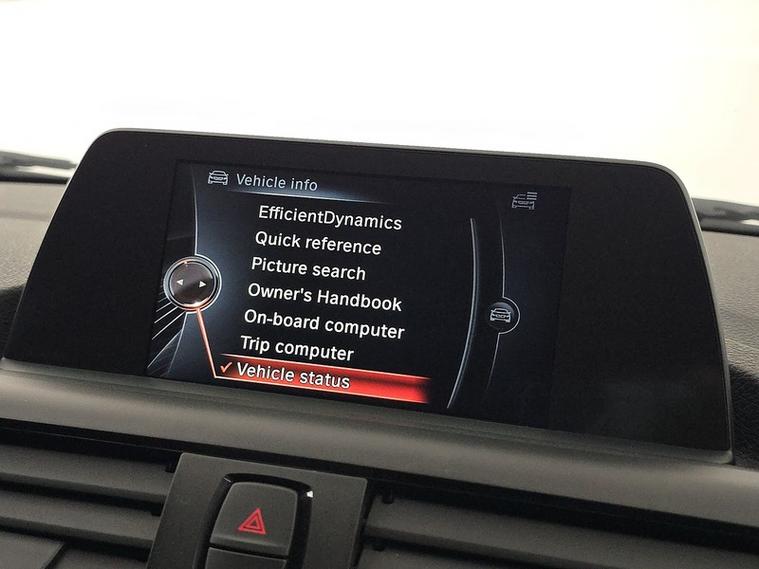 Vehicle info
EfficientDynamics
Quick reference
Picture search
Owner's Handbook
On-board computer
Trip computer
✓ Vehicle status